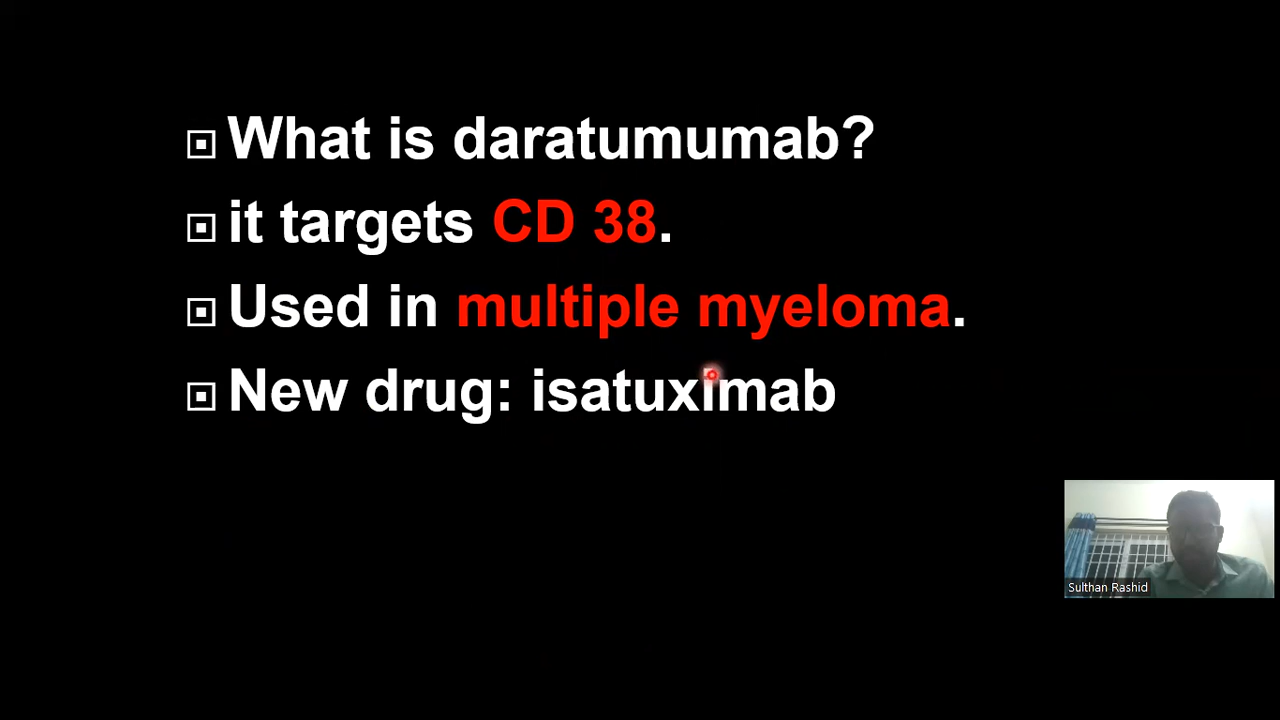 What is daratumumab?
it targets CD 38.
Used in multiple myeloma.
New drug: isatuximab
Sulthan Rashid